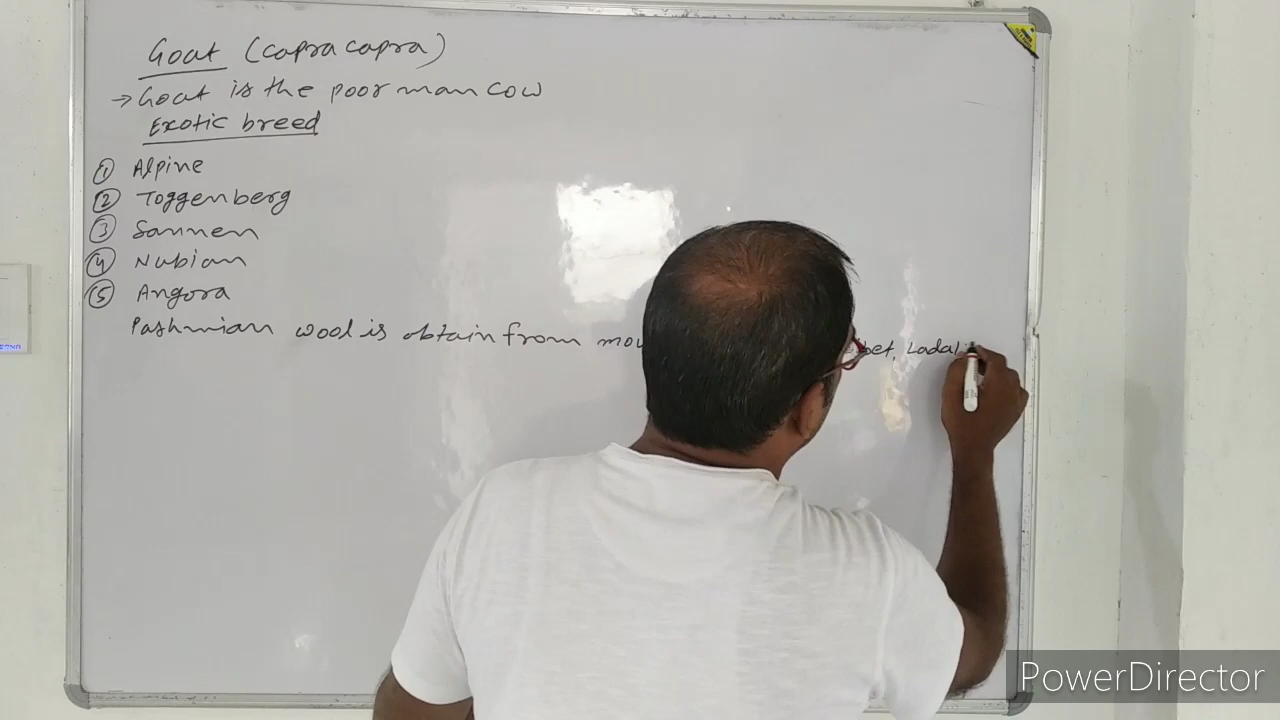 Goat (capra capra)
→ Goat is the poor man cow
Exotic breed
① Alpine
② Toggenberg
③ Sannen
④ Nubian
⑤ Angora
Pashmian wool is obtain from
PowerDirector